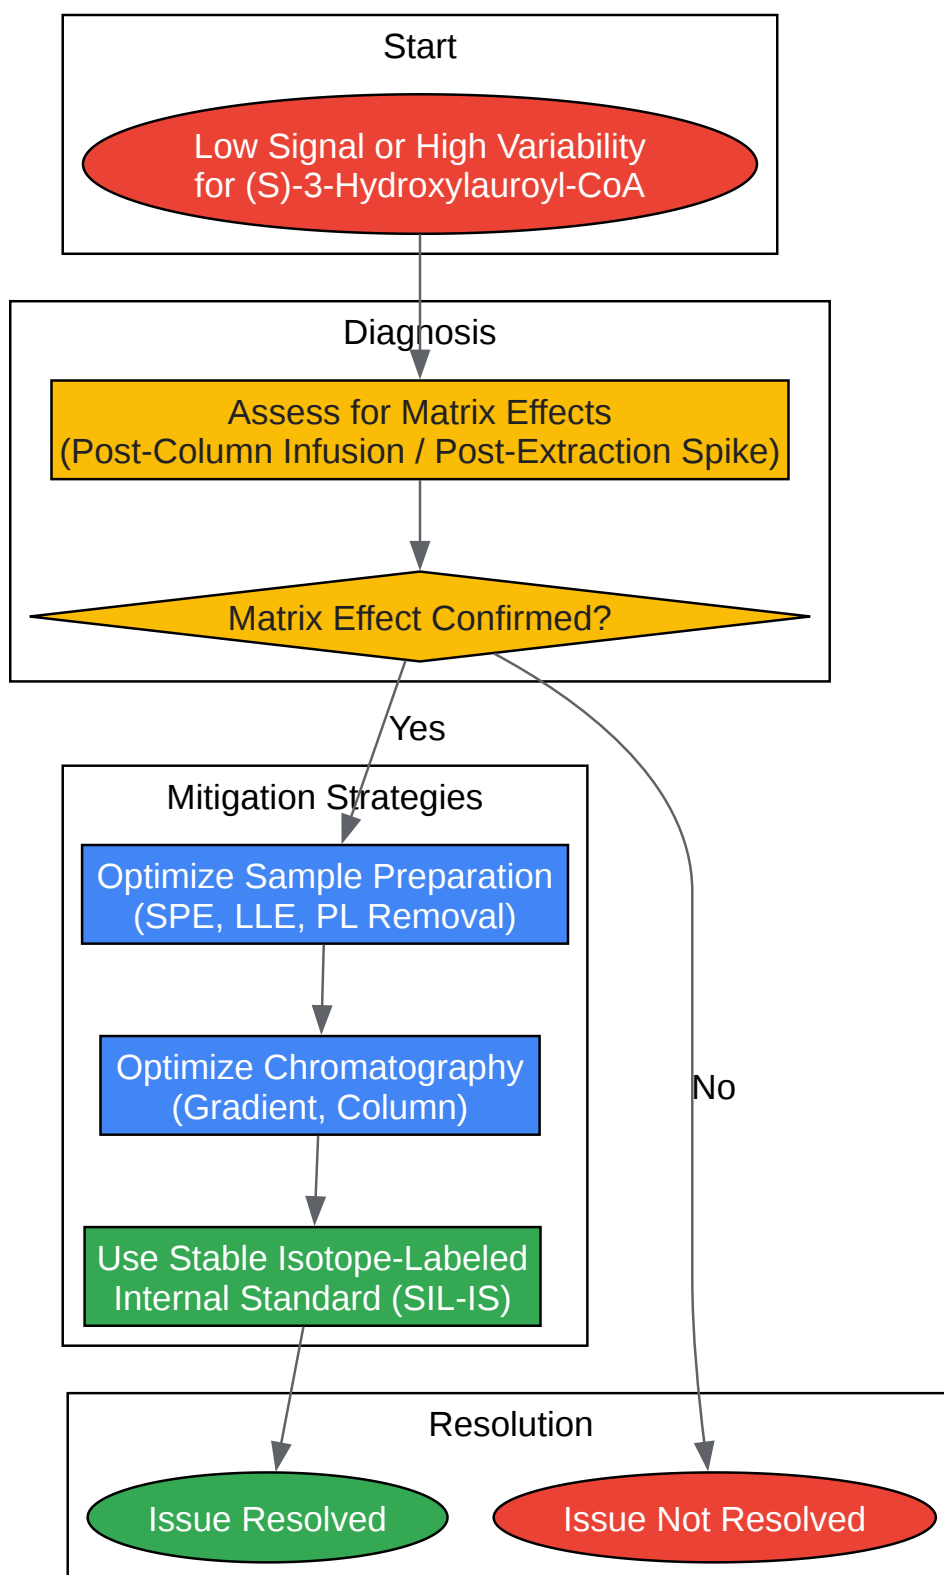 Start
Low Signal or High Variability
for (S)-3-Hydroxylauroyl-CoA
Diagnosis
Assess for Matrix Effects
(Post-Column Infusion / Post-Extraction Spike)
Matrix Effect Confirmed?
Yes
Mitigation Strategies
Optimize Sample Preparation
(SPE, LLE, PL Removal)
Optimize Chromatography
(Gradient, Column)
No
Use Stable Isotope-Labeled
Internal Standard (SIL-IS)
Resolution
Issue Resolved
Issue Not Resolved